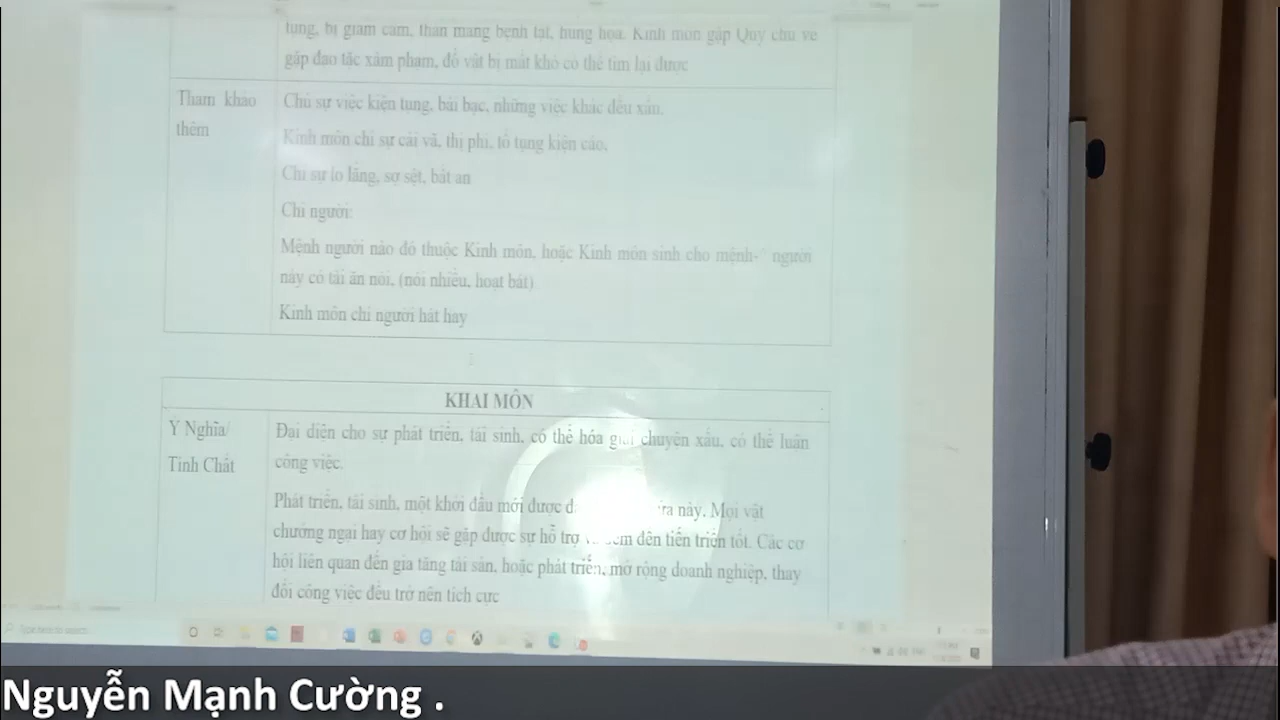 tụng, bị giam cầm, thân mang bệnh tật, hung họa. Kinh môn gặp Quý chủ về
gặp đạo tặc xâm phạm, đồ vật bị mất khó có thể tìm lại được
Tham khảo
thêm
Chủ sự việc kiện tụng, bài bạc, những việc khác đều xấu.
Kinh môn chỉ sự cãi vã, thị phi, tố tụng kiện cáo.
Chỉ sự lo lắng, sợ sệt, bất an
Chỉ người:
Mệnh người nào đó thuộc Kinh môn, hoặc Kinh môn sinh cho mệnh- người
này có tài ăn nói, (nói nhiều, hoạt bát)
Kinh môn chỉ người hát hay
KHAI MÔN
Ý Nghĩa/
Tính Chất
Đại diện cho sự phát triển, tái sinh, có thể hóa giải chuyện xấu, có thể luận
công việc.
Phát triển, tái sinh, một khởi đầu mới được này. Mọi vật
chướng ngại hay cơ hội sẽ gặp được sự hỗ trợ đem đến tiến triển tốt. Các cơ
hội liên quan đến gia tăng tài sản, hoặc phát triển, mở rộng doanh nghiệp, thay
đổi công việc đều trở nên tích cực
Type here to search
Nguyễn Mạnh Cường .